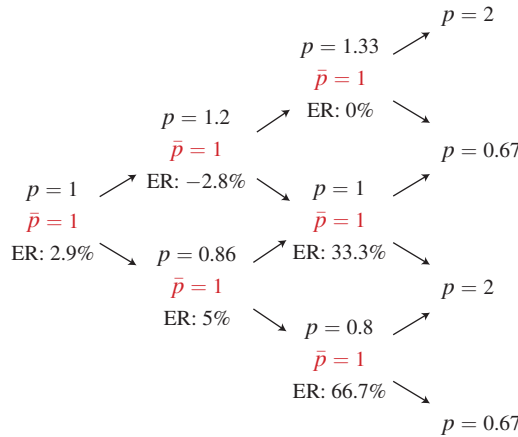 p = 1
p̄ = 1
ER: 2.9%
p = 1.2
p̄ = 1
ER: −2.8%
p = 0.86
p̄ = 1
ER: 5%
p = 1.33
p̄ = 1
ER: 0%
p = 1
p̄ = 1
ER: 33.3%
p = 0.8
p̄ = 1
ER: 66.7%
p = 2
p = 0.67
p = 2
p = 0.67